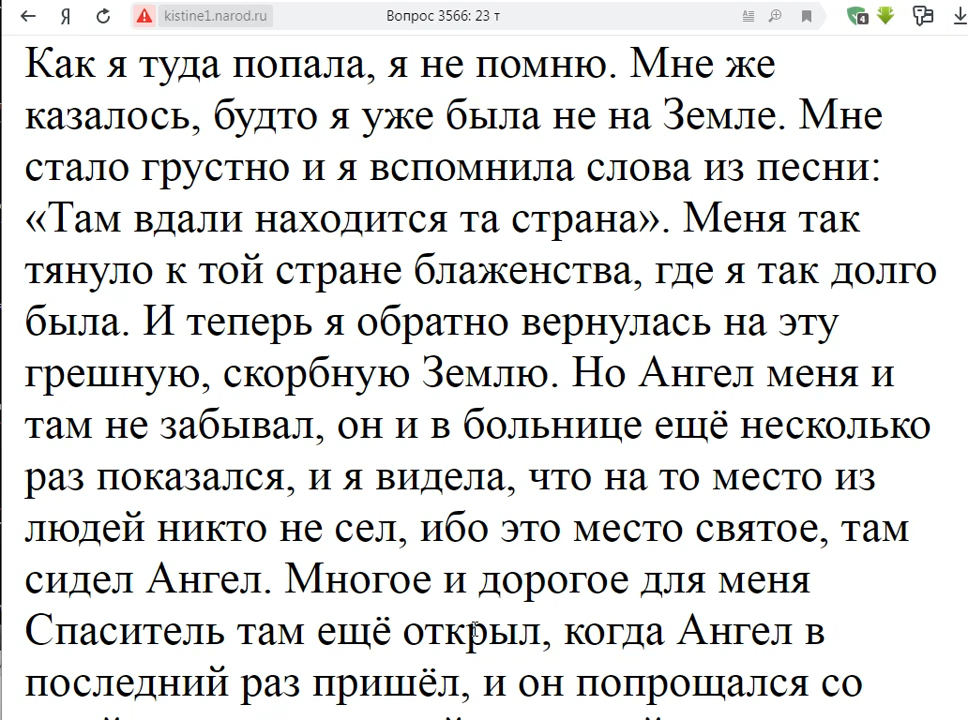 Я
kistine1.narod.ru
Вопрос 3566: 23 т
4
Как я туда попала, я не помню. Мне же
казалось, будто я уже была не на Земле. Мне
стало грустно и я вспомнила слова из песни:
«Там вдали находится та страна». Меня так
тянуло к той стране блаженства, где я так долго
была. И теперь я обратно вернулась на эту
грешную, скорбную Землю. Но Ангел меня и
там не забывал, он и в больнице ещё несколько
раз показался, и я видела, что на то место из
людей никто не сел, ибо это место святое, там
сидел Ангел. Многое и дорогое для меня
Спаситель там ещё открыл, когда Ангел в
последний раз пришёл, и он попрощался со